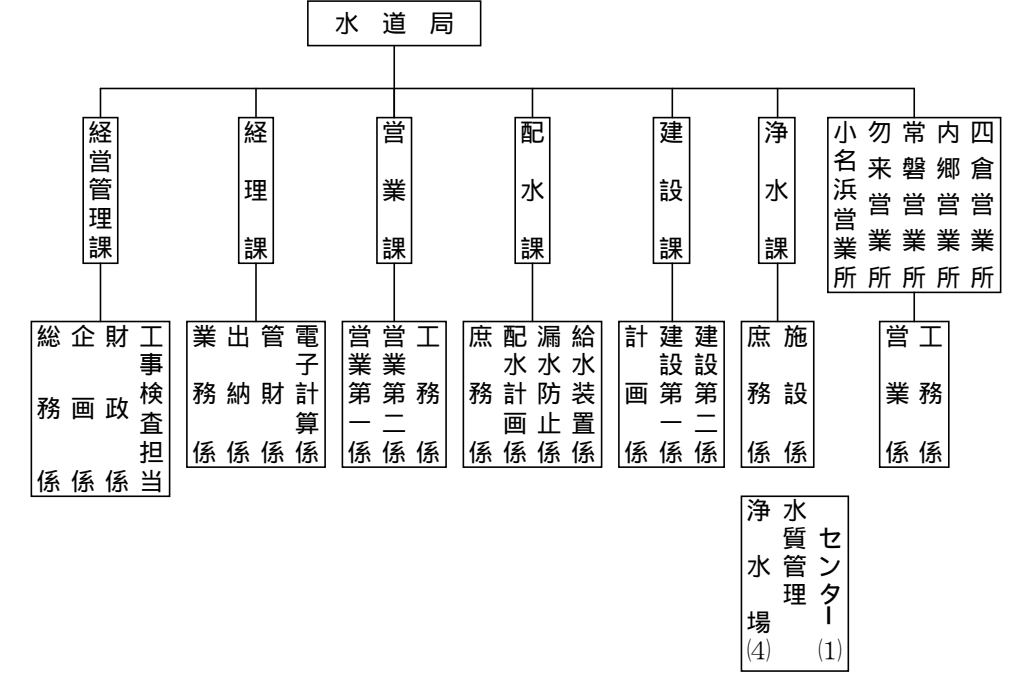 水道局
経営管理課
経理課
営業課
配水課
建設課
浄水課
小名浜営業所
勿来営業所
常磐営業所
内郷営業所
四倉営業所
総務係
企画係
財政係
工事検査担当
業務係
出納係
管財係
電子計算係
営業第一係
営業第二係
工務係
庶務係
配水計画係
漏水防止係
給水装置係
計画係
建設第一係
建設第二係
庶務係
施設係
営業係
工務係
浄水場(4)
水質管理
センター(1)